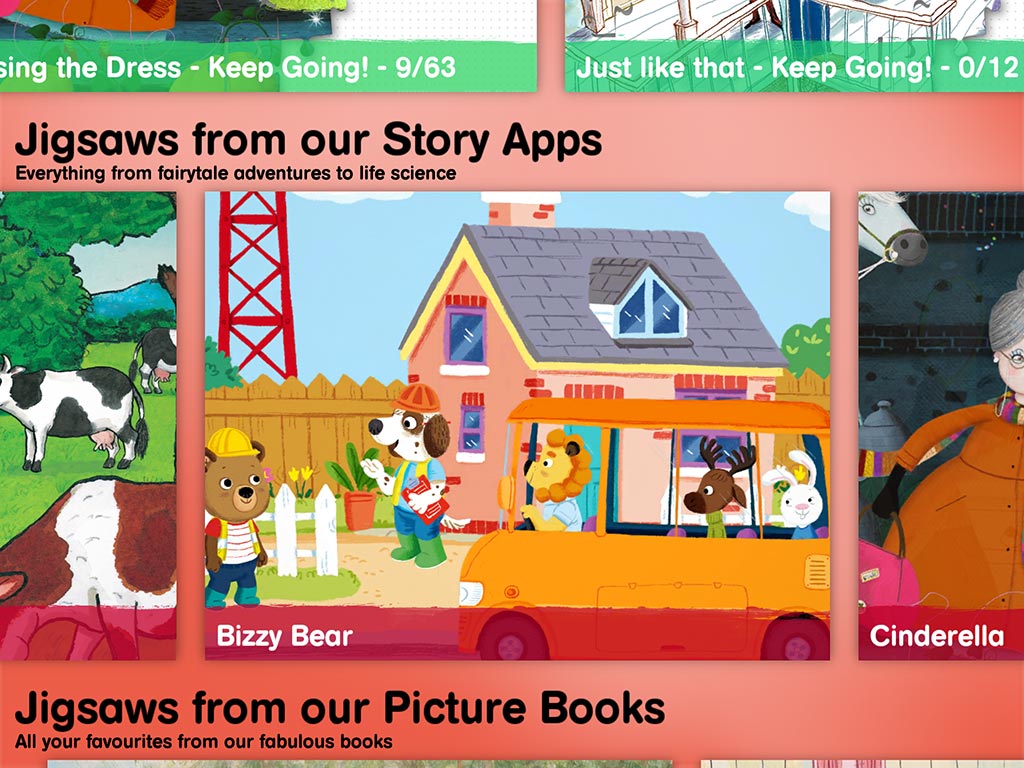 sing the Dress - Keep Going! - 9/63
Just like that - Keep Going! - 0/12
Jigsaws from our Story Apps
Everything from fairytale adventures to life science
Bizzy Bear
Cinderella
Jigsaws from our Picture Books
All your favourites from our fabulous books